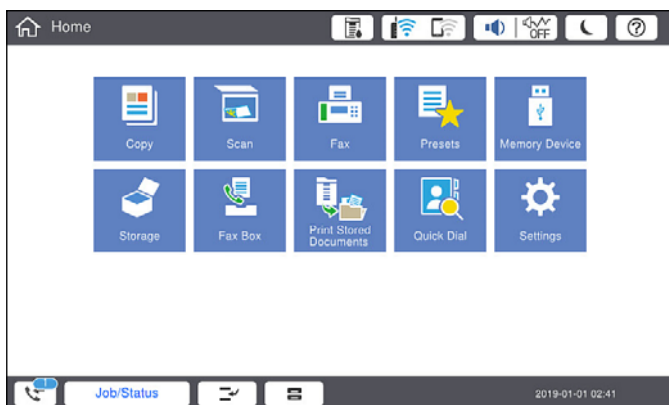 Home
OFF
Copy
Scan
Fax
Presets
Memory Device
Storage
Fax Box
Print Stored
Documents
Quick Dial
Settings
Job/Status
2019-01-01 02:41